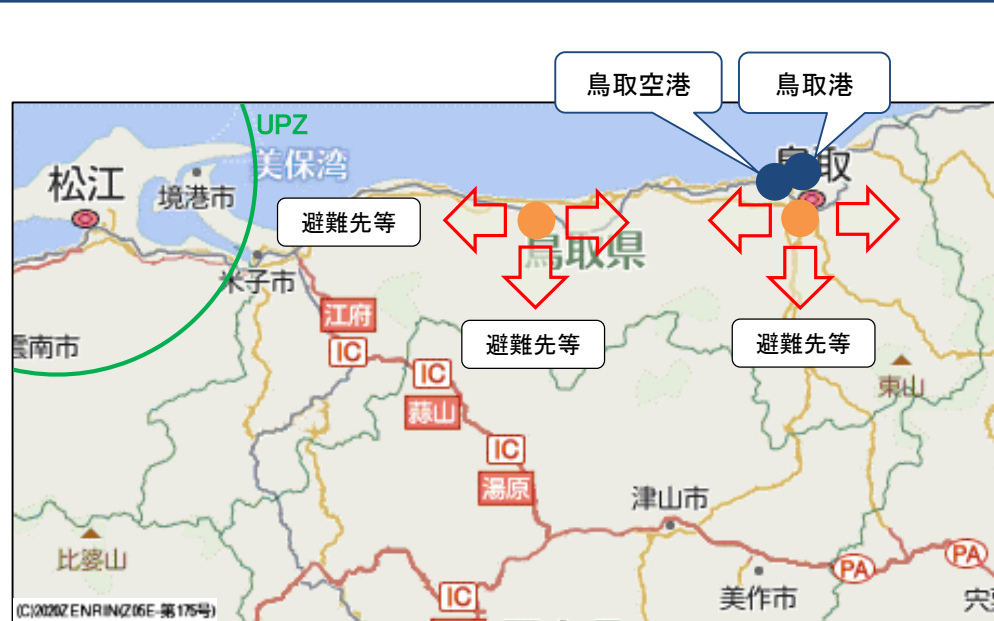 鳥取空港
鳥取港
UPZ
美保湾
松江
境港市
鳥取
避難先等
鳥取県
米子市
江府
IC
避難先等
避難先等
雲南市
IC
蒜山
東山
IC
湯原
津山市
比婆山
PA
PA
IC
美作市
(C)2020ZENRIN(Z05E-第175号)